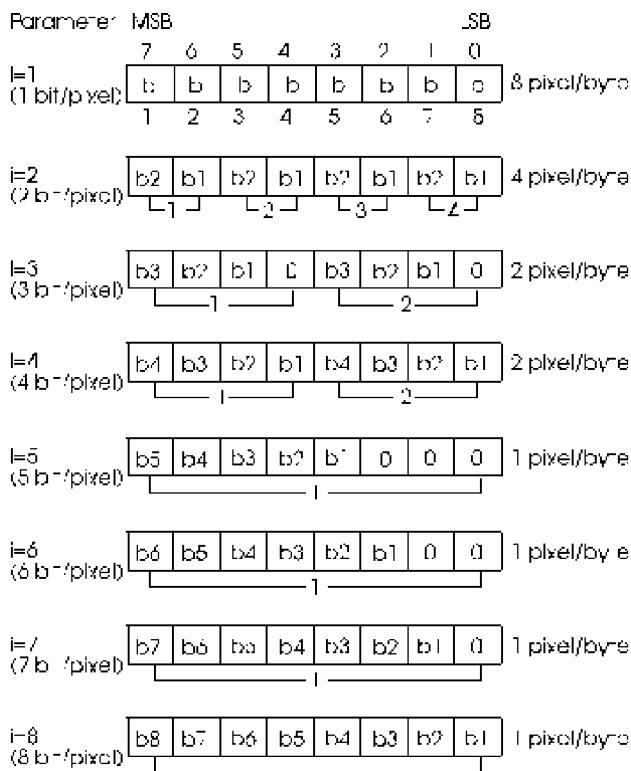 Parameter MSB LSB
7 6 5 4 3 2 1 0
i=1
(1 bit/pixel) b b b b b b b b 8 pixel/byte
1 2 3 4 5 6 7 8
i=2
(2 bit/pixel) b2 b1 b2 b1 b2 b1 b2 b1 4 pixel/byte
1 2 3 4
i=3
(3 bit/pixel) b3 b2 b1 0 b3 b2 b1 0 2 pixel/byte
1 2
i=4
(4 bit/pixel) b4 b3 b2 b1 b4 b3 b2 b1 2 pixel/byte
1 2
i=5
(5 bit/pixel) b5 b4 b3 b2 b1 0 0 0 1 pixel/byte
1
i=6
(6 bit/pixel) b6 b5 b4 b3 b2 b1 0 0 1 pixel/byte
1
i=7
(7 bit/pixel) b7 b6 b5 b4 b3 b2 b1 0 1 pixel/byte
1
i=8
(8 bit/pixel) b8 b7 b6 b5 b4 b3 b2 b1 1 pixel/byte